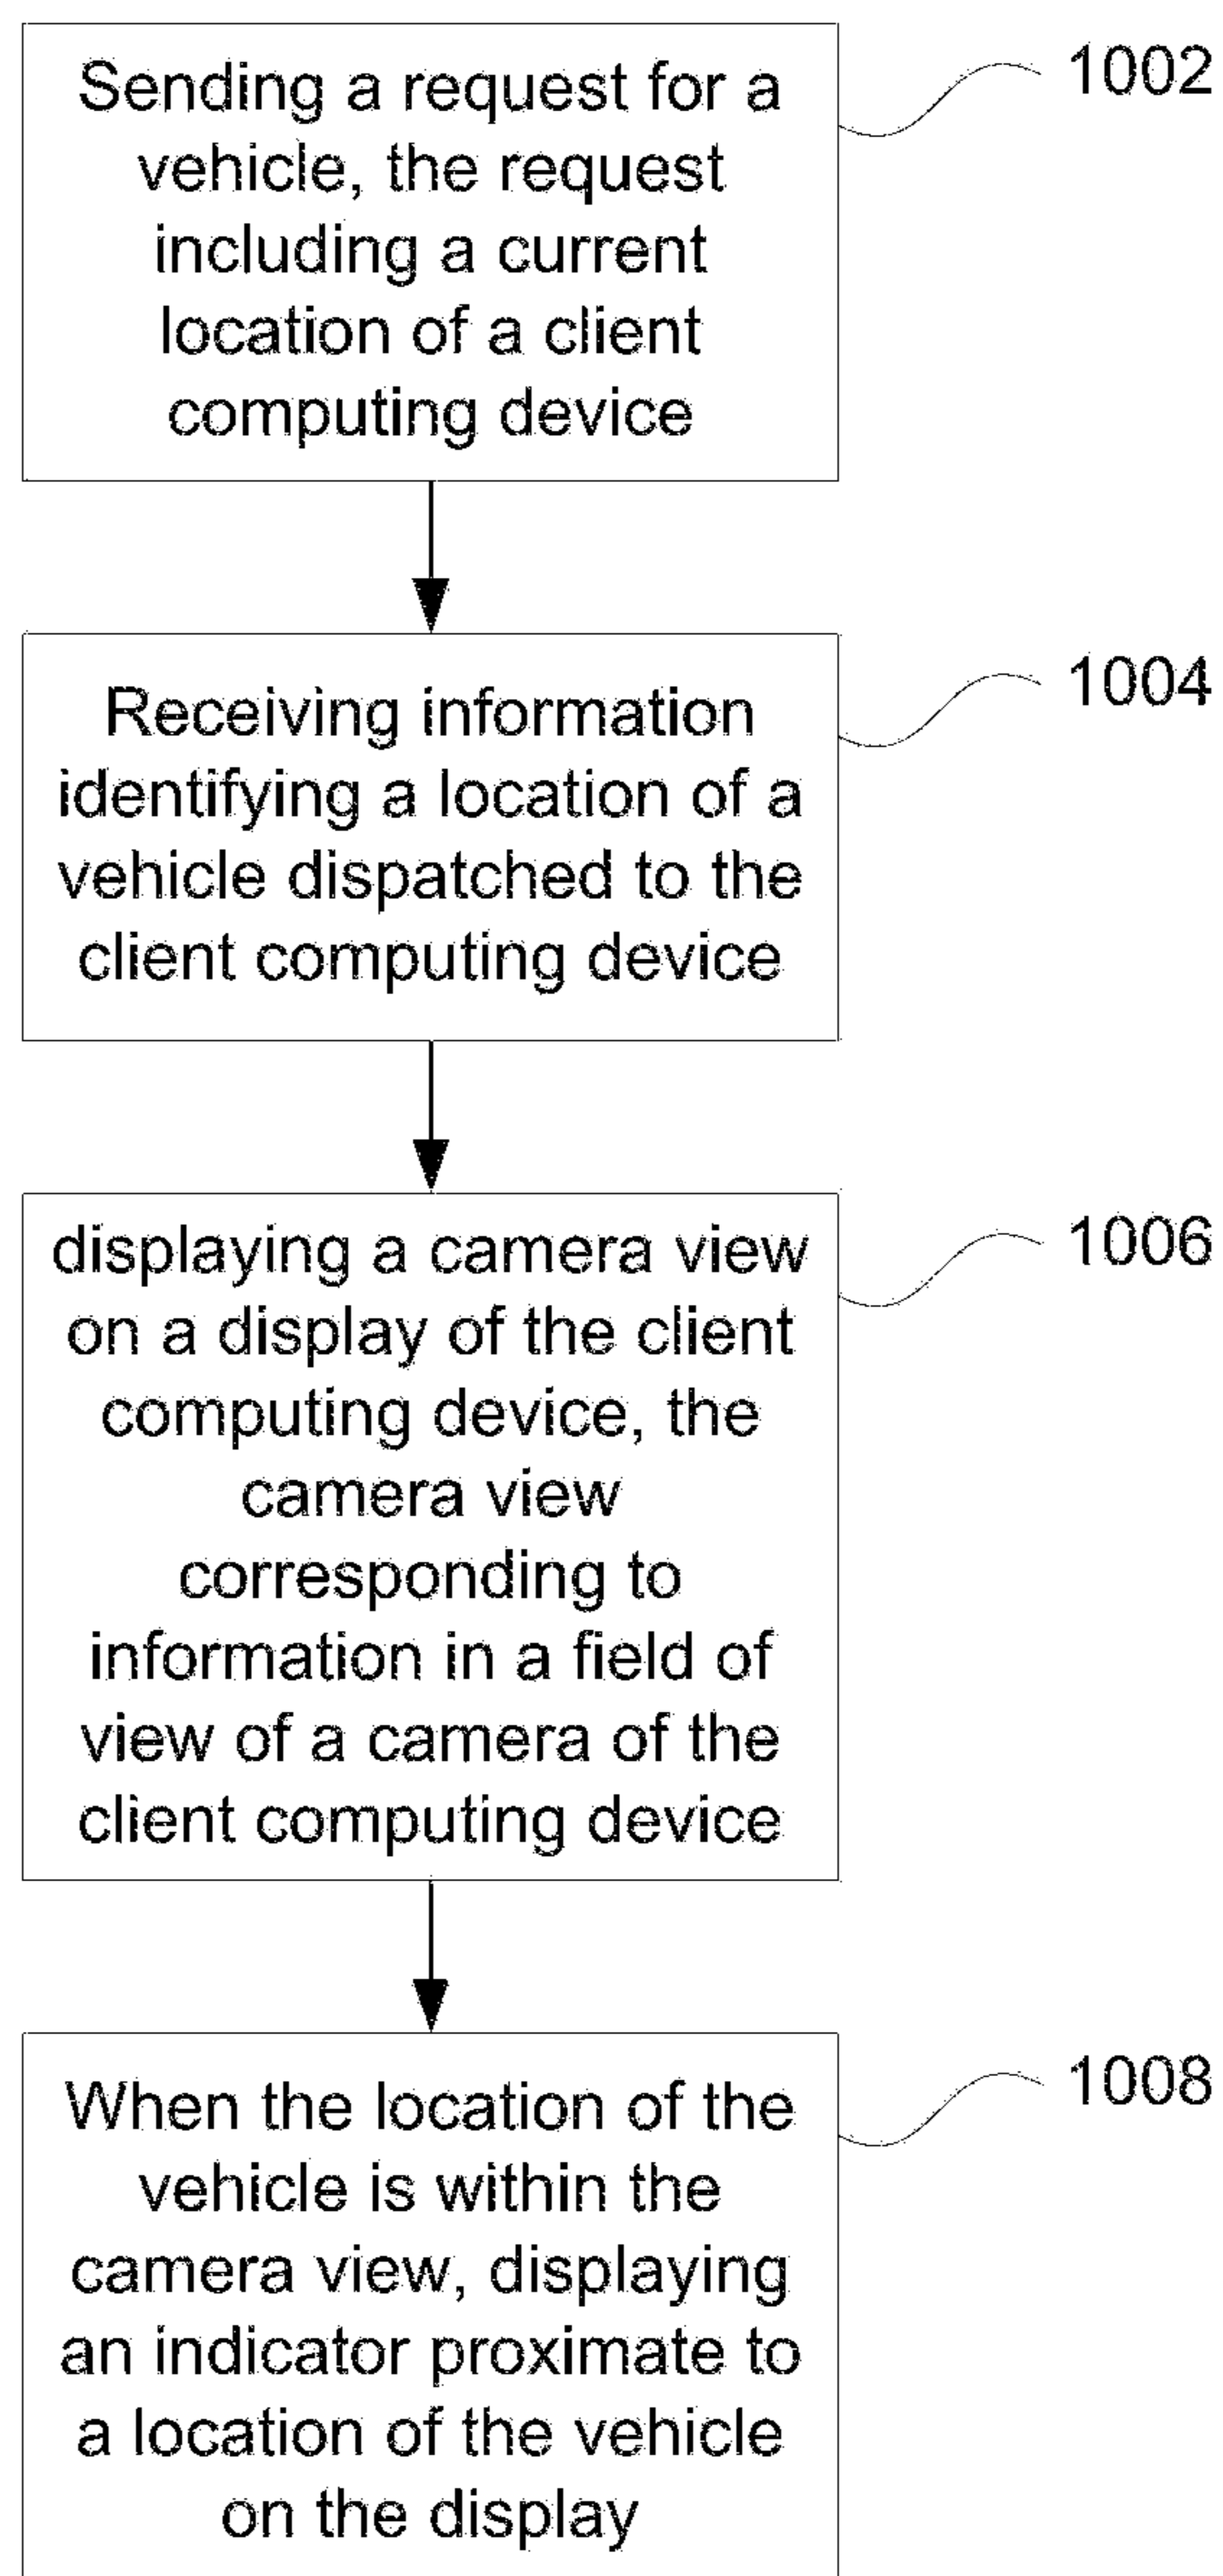 Sending a request for a
vehicle, the request
including a current
location of a client
computing device
1002
Receiving information
identifying a location of a
vehicle dispatched to the
client computing device
1004
displaying a camera view
on a display of the client
computing device, the
camera view
corresponding to
information in a field of
view of a camera of the
client computing device
1006
When the location of the
vehicle is within the
camera view, displaying
an indicator proximate to
a location of the vehicle
on the display
1008